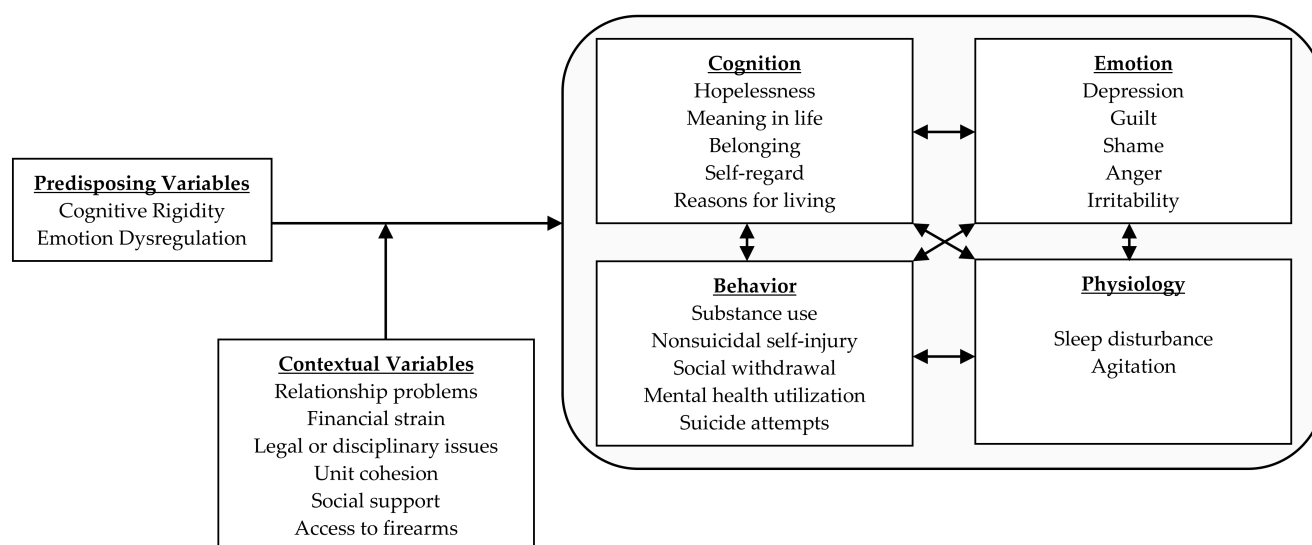 Predisposing Variables
Cognitive Rigidity
Emotion Dysregulation
Contextual Variables
Relationship problems
Financial strain
Legal or disciplinary issues
Unit cohesion
Social support
Access to firearms
Cognition
Hopelessness
Meaning in life
Belonging
Self-regard
Reasons for living
Emotion
Depression
Guilt
Shame
Anger
Irritability
Behavior
Substance use
Nonsuicidal self-injury
Social withdrawal
Mental health utilization
Suicide attempts
Physiology
Sleep disturbance
Agitation